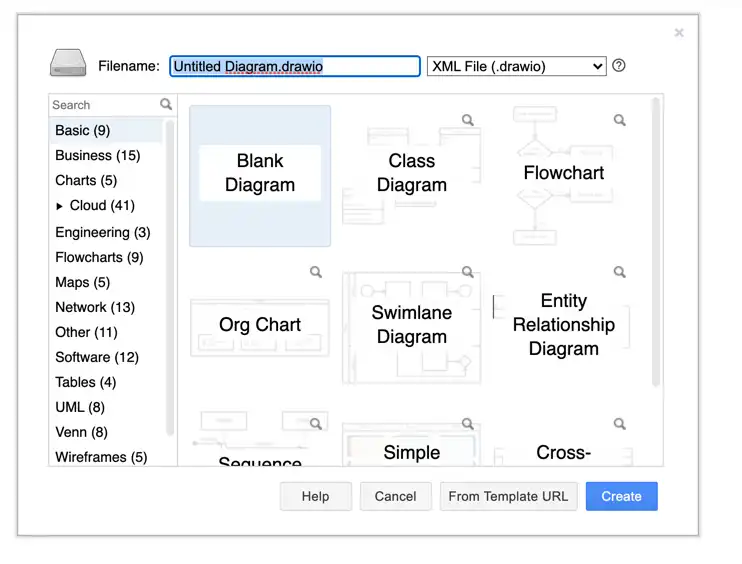 Filename: Untitled Diagram.drawio XML File (.drawio)
Search
Basic (9)
Business (15)
Charts (5)
Cloud (41)
Engineering (3)
Flowcharts (9)
Maps (5)
Network (13)
Other (11)
Software (12)
Tables (4)
UML (8)
Venn (8)
Wireframes (5)
Blank
Diagram
Class
Diagram
Flowchart
Org Chart
Swimlane
Diagram
Entity
Relationship
Diagram
Sequence
Simple
Cross-
Help Cancel From Template URL Create